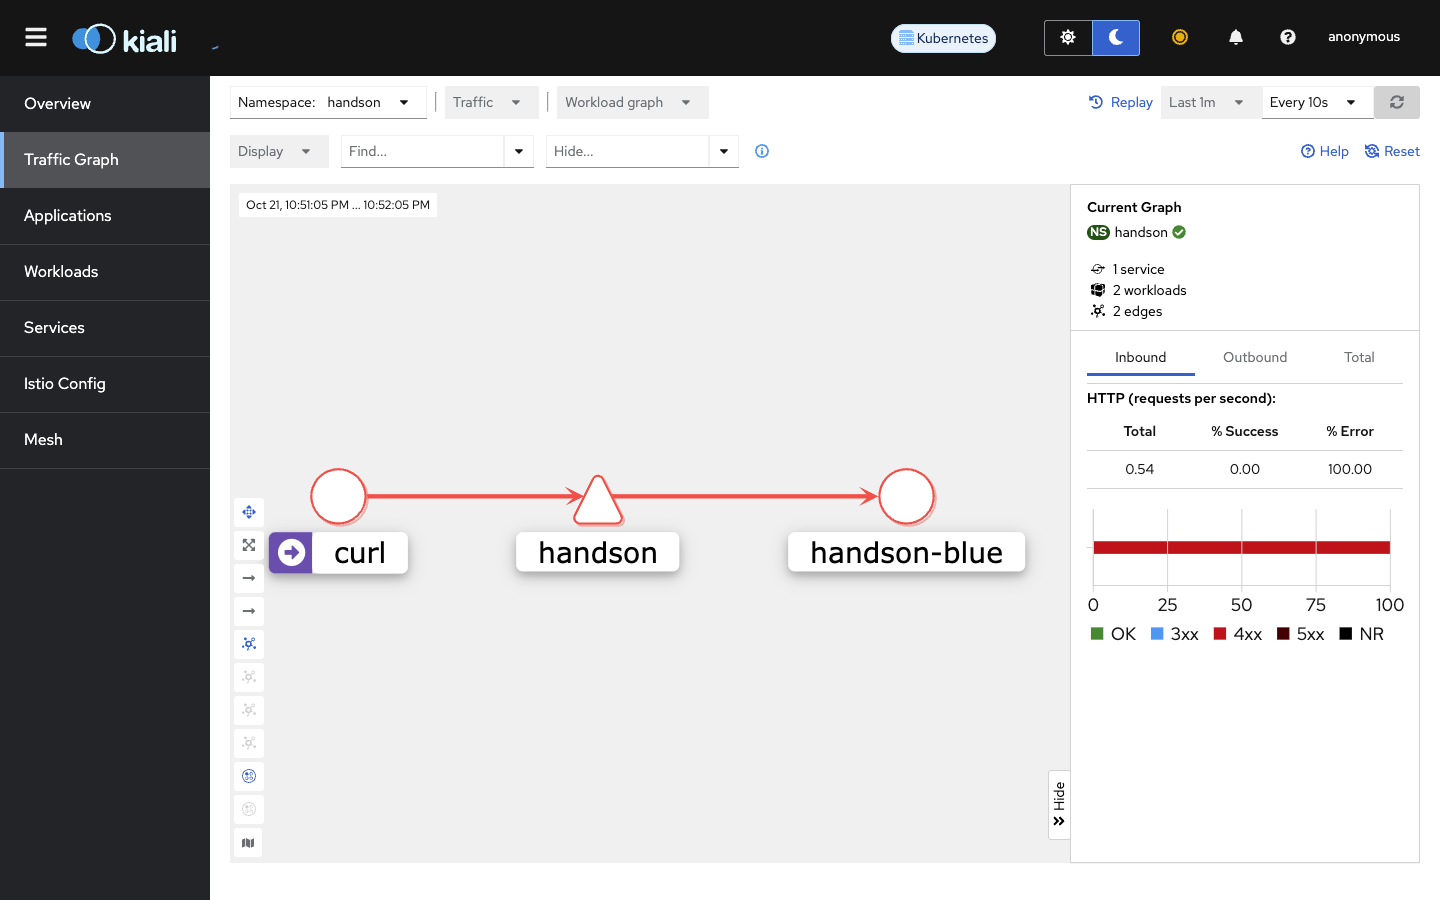 kiali
Kubernetes
anonymous
Overview
Traffic Graph
Applications
Workloads
Services
Istio Config
Mesh
Namespace: handson
Traffic
Workload graph
Replay
Last 1m
Every 10s
Display
Find...
Hide...
Help
Reset
Oct 21, 10:51:05 PM ... 10:52:05 PM
curl
handson
handson-blue
Hide
Current Graph
NS handson
1 service
2 workloads
2 edges
Inbound Outbound Total
HTTP (requests per second):
Total % Success % Error
0.54 0.00 100.00
0 25 50 75 100
OK 3xx 4xx 5xx NR